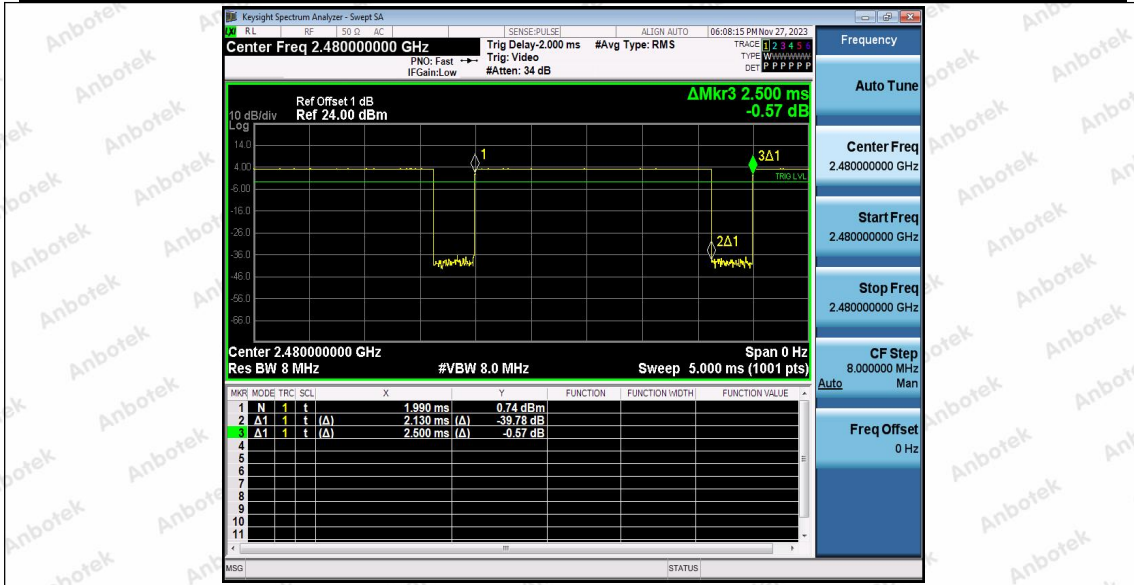 Keysight Spectrum Analyzer - Swept SA
RL RF 50 Ω AC SENSE:PULSE ALIGN AUTO 06:08:15 PM Nov 27, 2023
Center Freq 2.480000000 GHz
PNO: Fast
IFGain:Low
Trig Delay-2.000 ms
Trig: Video
#Atten: 34 dB
#Avg Type: RMS
TRACE 1 2 3 4 5 6
TYPE W
DET P P P P P P
ΔMkr3 2.500 ms
-0.57 dB
Ref Offset 1 dB
10 dB/div Ref 24.00 dBm
Log
14.0
4.00
-6.00
-16.0
-26.0
-36.0
-46.0
-56.0
-66.0
1
3Δ1
TRIG LVL
2Δ1
Center 2.480000000 GHz Span 0 Hz
Res BW 8 MHz #VBW 8.0 MHz Sweep 5.000 ms (1001 pts)
MKR MODE TRC SCL X Y FUNCTION FUNCTION WIDTH FUNCTION VALUE
1 N 1 t 1.990 ms 0.74 dBm
2 Δ1 1 t (Δ) 2.130 ms (Δ) -39.78 dB
3 Δ1 1 t (Δ) 2.500 ms (Δ) -0.57 dB
4
5
6
7
8
9
10
11
MSG STATUS
Frequency
Auto Tune
Center Freq
2.480000000 GHz
Start Freq
2.480000000 GHz
Stop Freq
2.480000000 GHz
CF Step
8.000000 MHz
Auto Man
Freq Offset
0 Hz
Anbotek